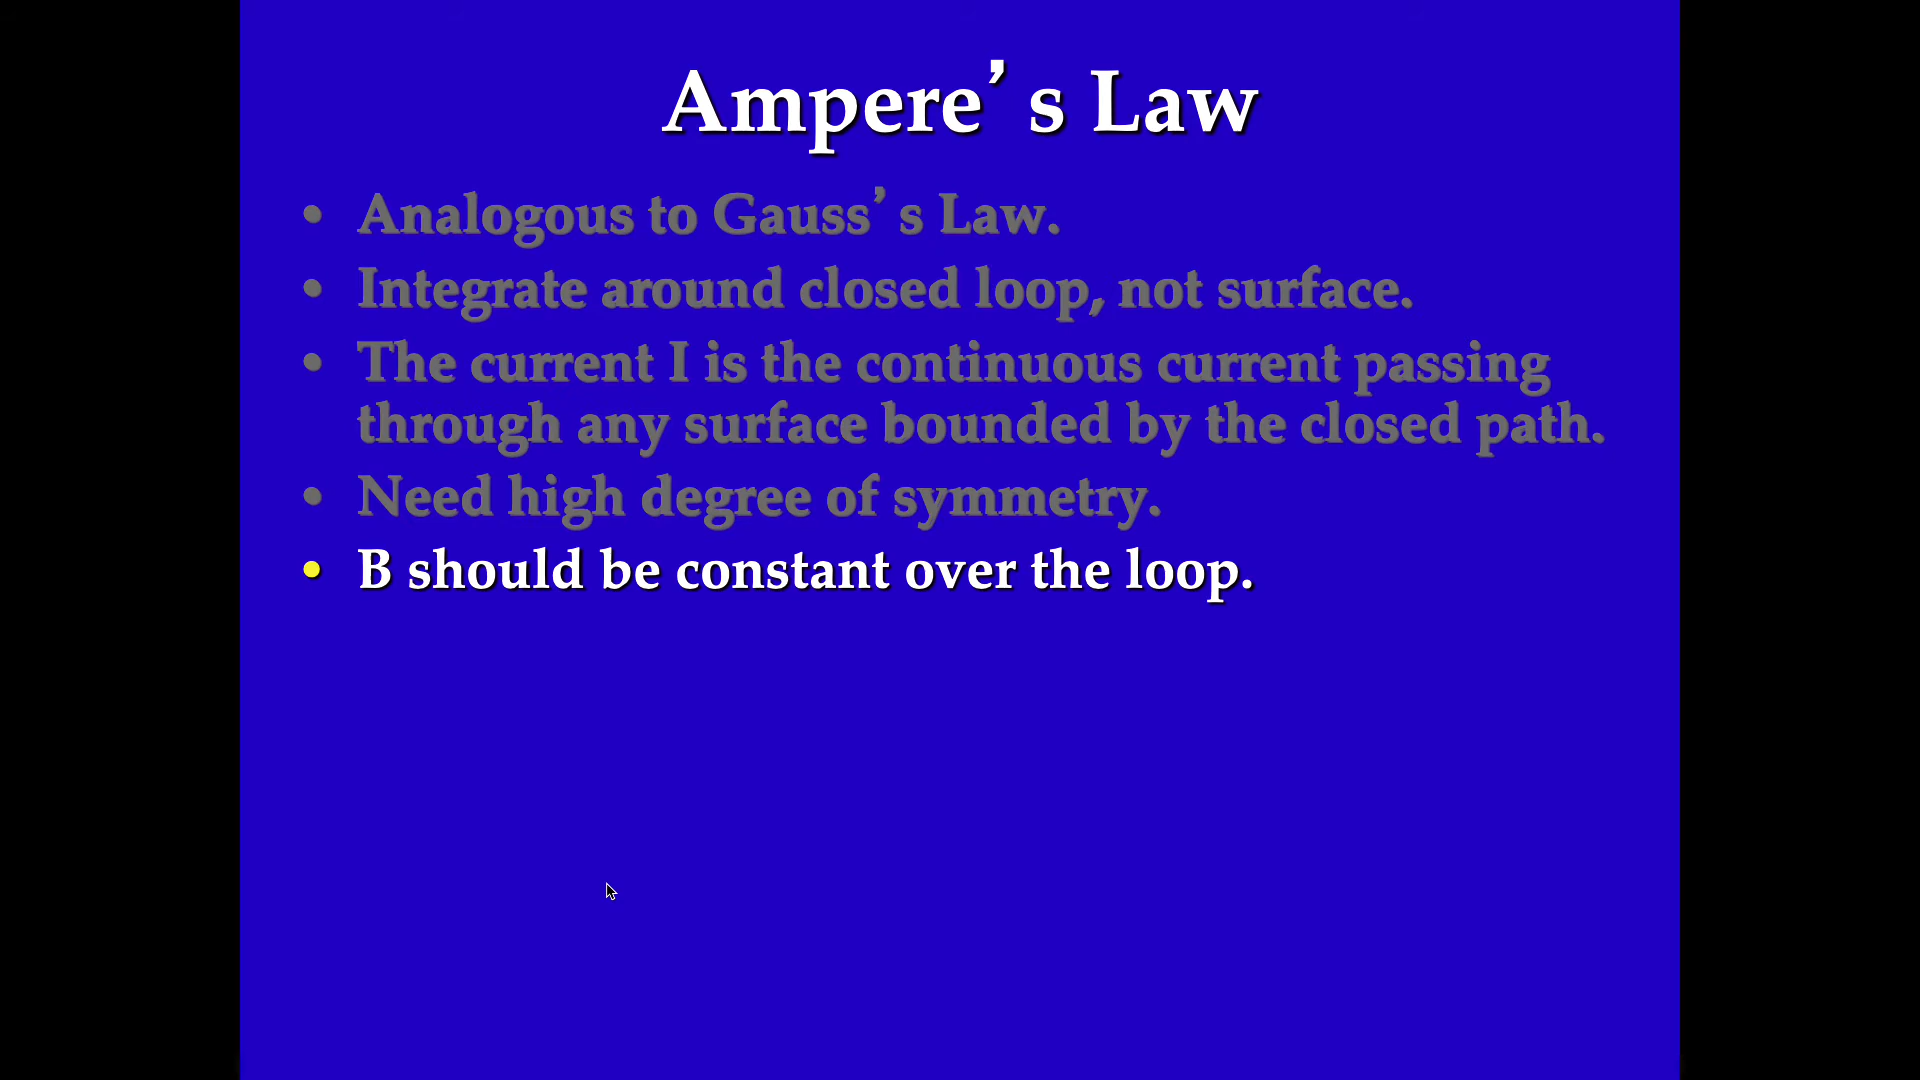 Ampere’s Law
• Analogous to Gauss’s Law.
• Integrate around closed loop, not surface.
• The current I is the continuous current passing
through any surface bounded by the closed path.
• Need high degree of symmetry.
• B should be constant over the loop.